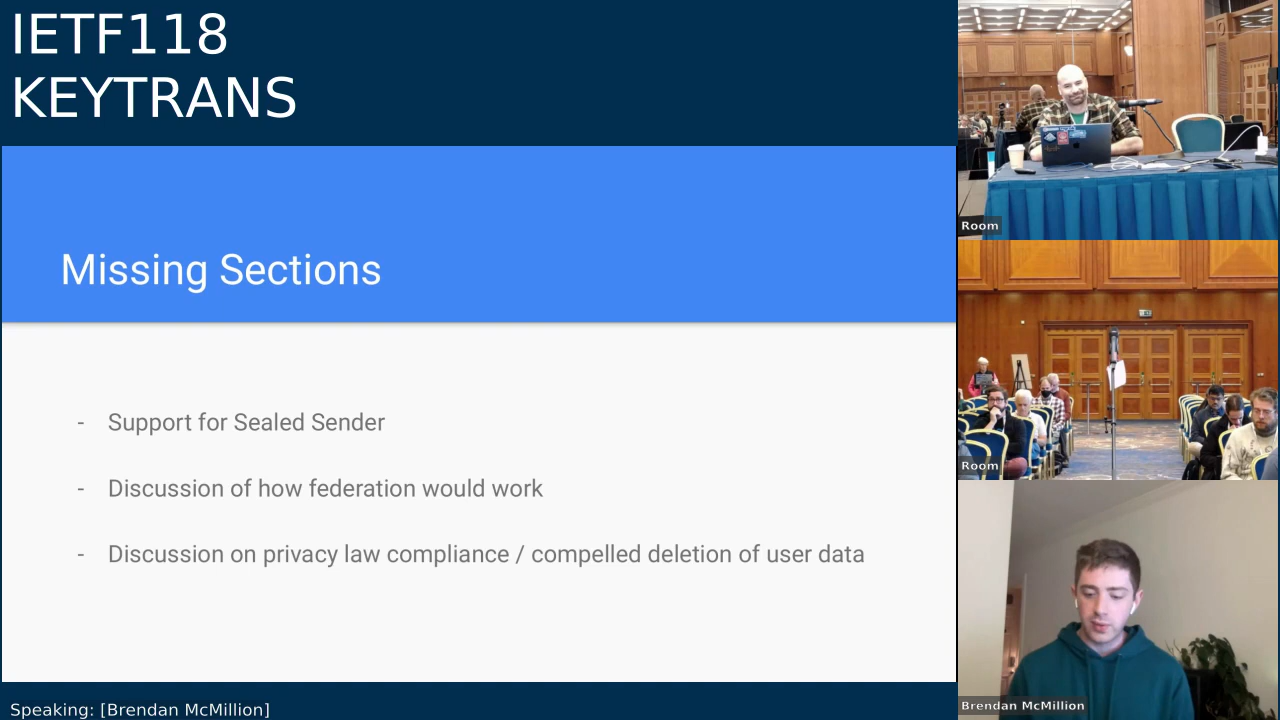 IETF118
KEYTRANS
Missing Sections
- Support for Sealed Sender
- Discussion of how federation would work
- Discussion on privacy law compliance / compelled deletion of user data
Speaking: [Brendan McMillion]
Room
Room
Brendan McMillion